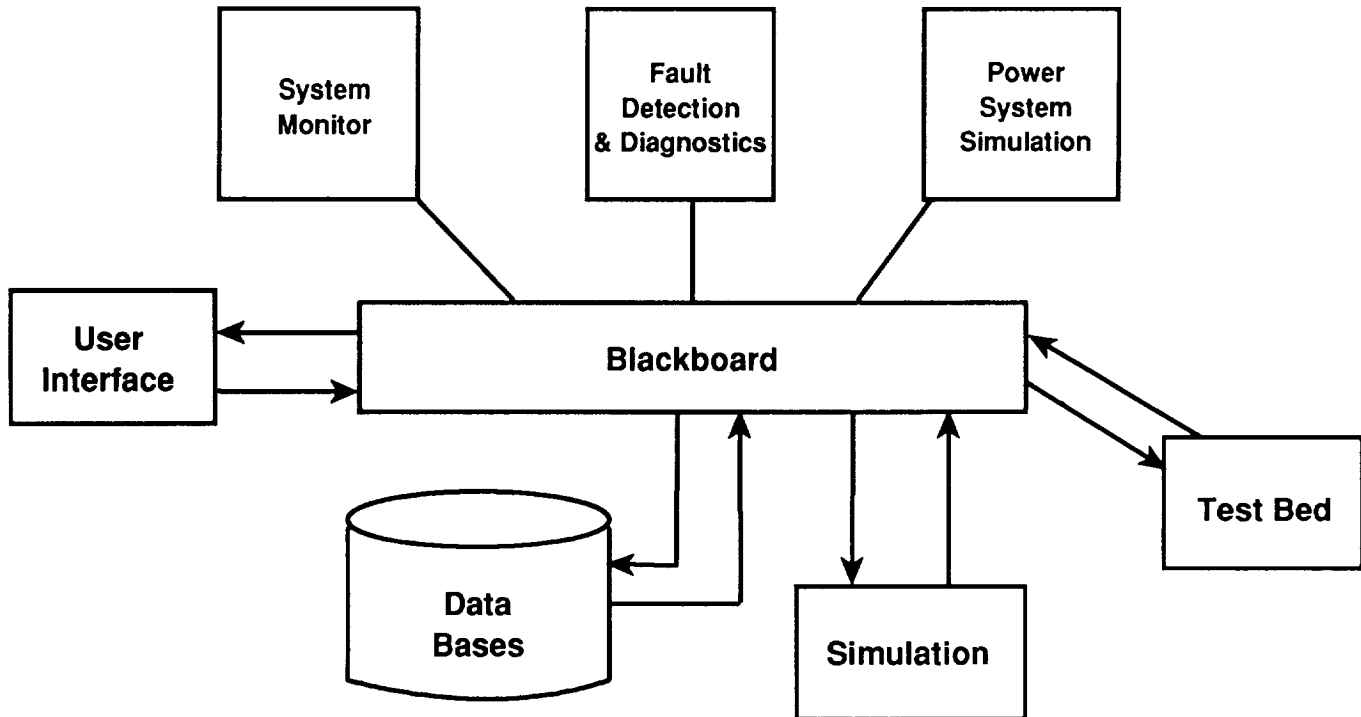 System
Monitor
Fault
Detection
& Diagnostics
Power
System
Simulation
User
Interface
Blackboard
Test Bed
Data
Bases
Simulation